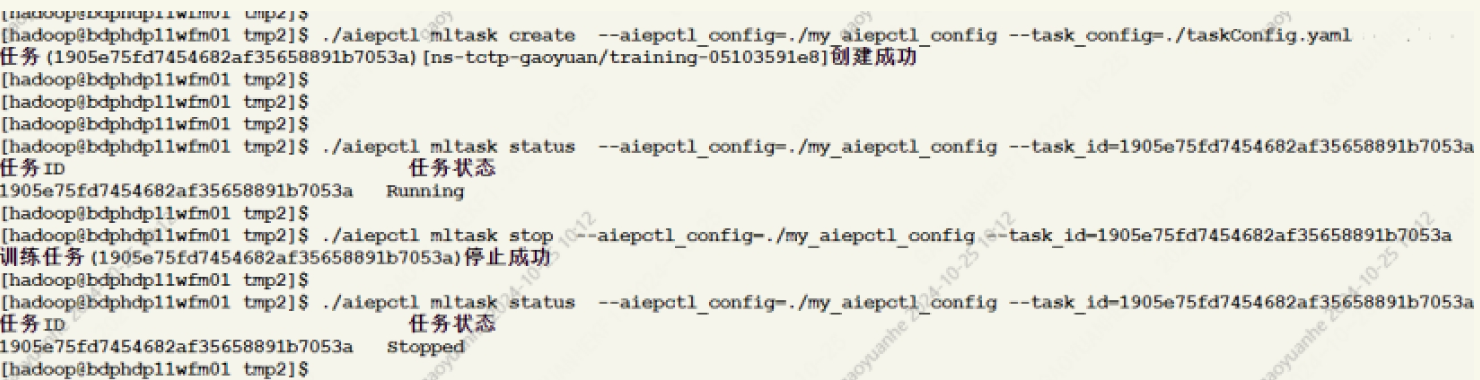 [hadoop@bdphdp11wfm01 tmp2]$
[hadoop@bdphdp11wfm01 tmp2]$ ./aiepctl mltask create  --aiepctl_config=./my_aiepctl_config --task_config=./taskConfig.yaml
任务(1905e75fd7454682af35658891b7053a)[ns-tctp-gaoyuan/training-05103591e8]创建成功
[hadoop@bdphdp11wfm01 tmp2]$
[hadoop@bdphdp11wfm01 tmp2]$
[hadoop@bdphdp11wfm01 tmp2]$
[hadoop@bdphdp11wfm01 tmp2]$ ./aiepctl mltask status  --aiepctl_config=./my_aiepctl_config --task_id=1905e75fd7454682af35658891b7053a
任务ID 任务状态
1905e75fd7454682af35658891b7053a Running
[hadoop@bdphdp11wfm01 tmp2]$
[hadoop@bdphdp11wfm01 tmp2]$ ./aiepctl mltask stop  --aiepctl_config=./my_aiepctl_config --task_id=1905e75fd7454682af35658891b7053a
训练任务(1905e75fd7454682af35658891b7053a)停止成功
[hadoop@bdphdp11wfm01 tmp2]$
[hadoop@bdphdp11wfm01 tmp2]$ ./aiepctl mltask status  --aiepctl_config=./my_aiepctl_config --task_id=1905e75fd7454682af35658891b7053a
任务ID 任务状态
1905e75fd7454682af35658891b7053a Stopped
[hadoop@bdphdp11wfm01 tmp2]$